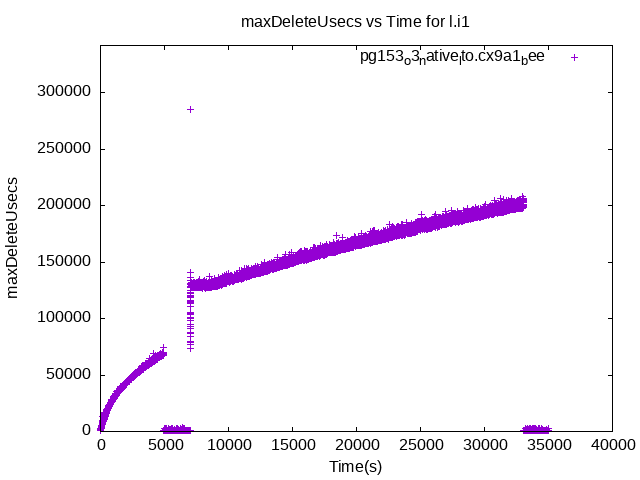 maxDeleteUsecs vs Time for l.i1
pg153_o3_native_lto.cx9a1_bee
maxDeleteUsecs
300000
250000
200000
150000
100000
50000
0
0 5000 10000 15000 20000 25000 30000 35000 40000
Time(s)